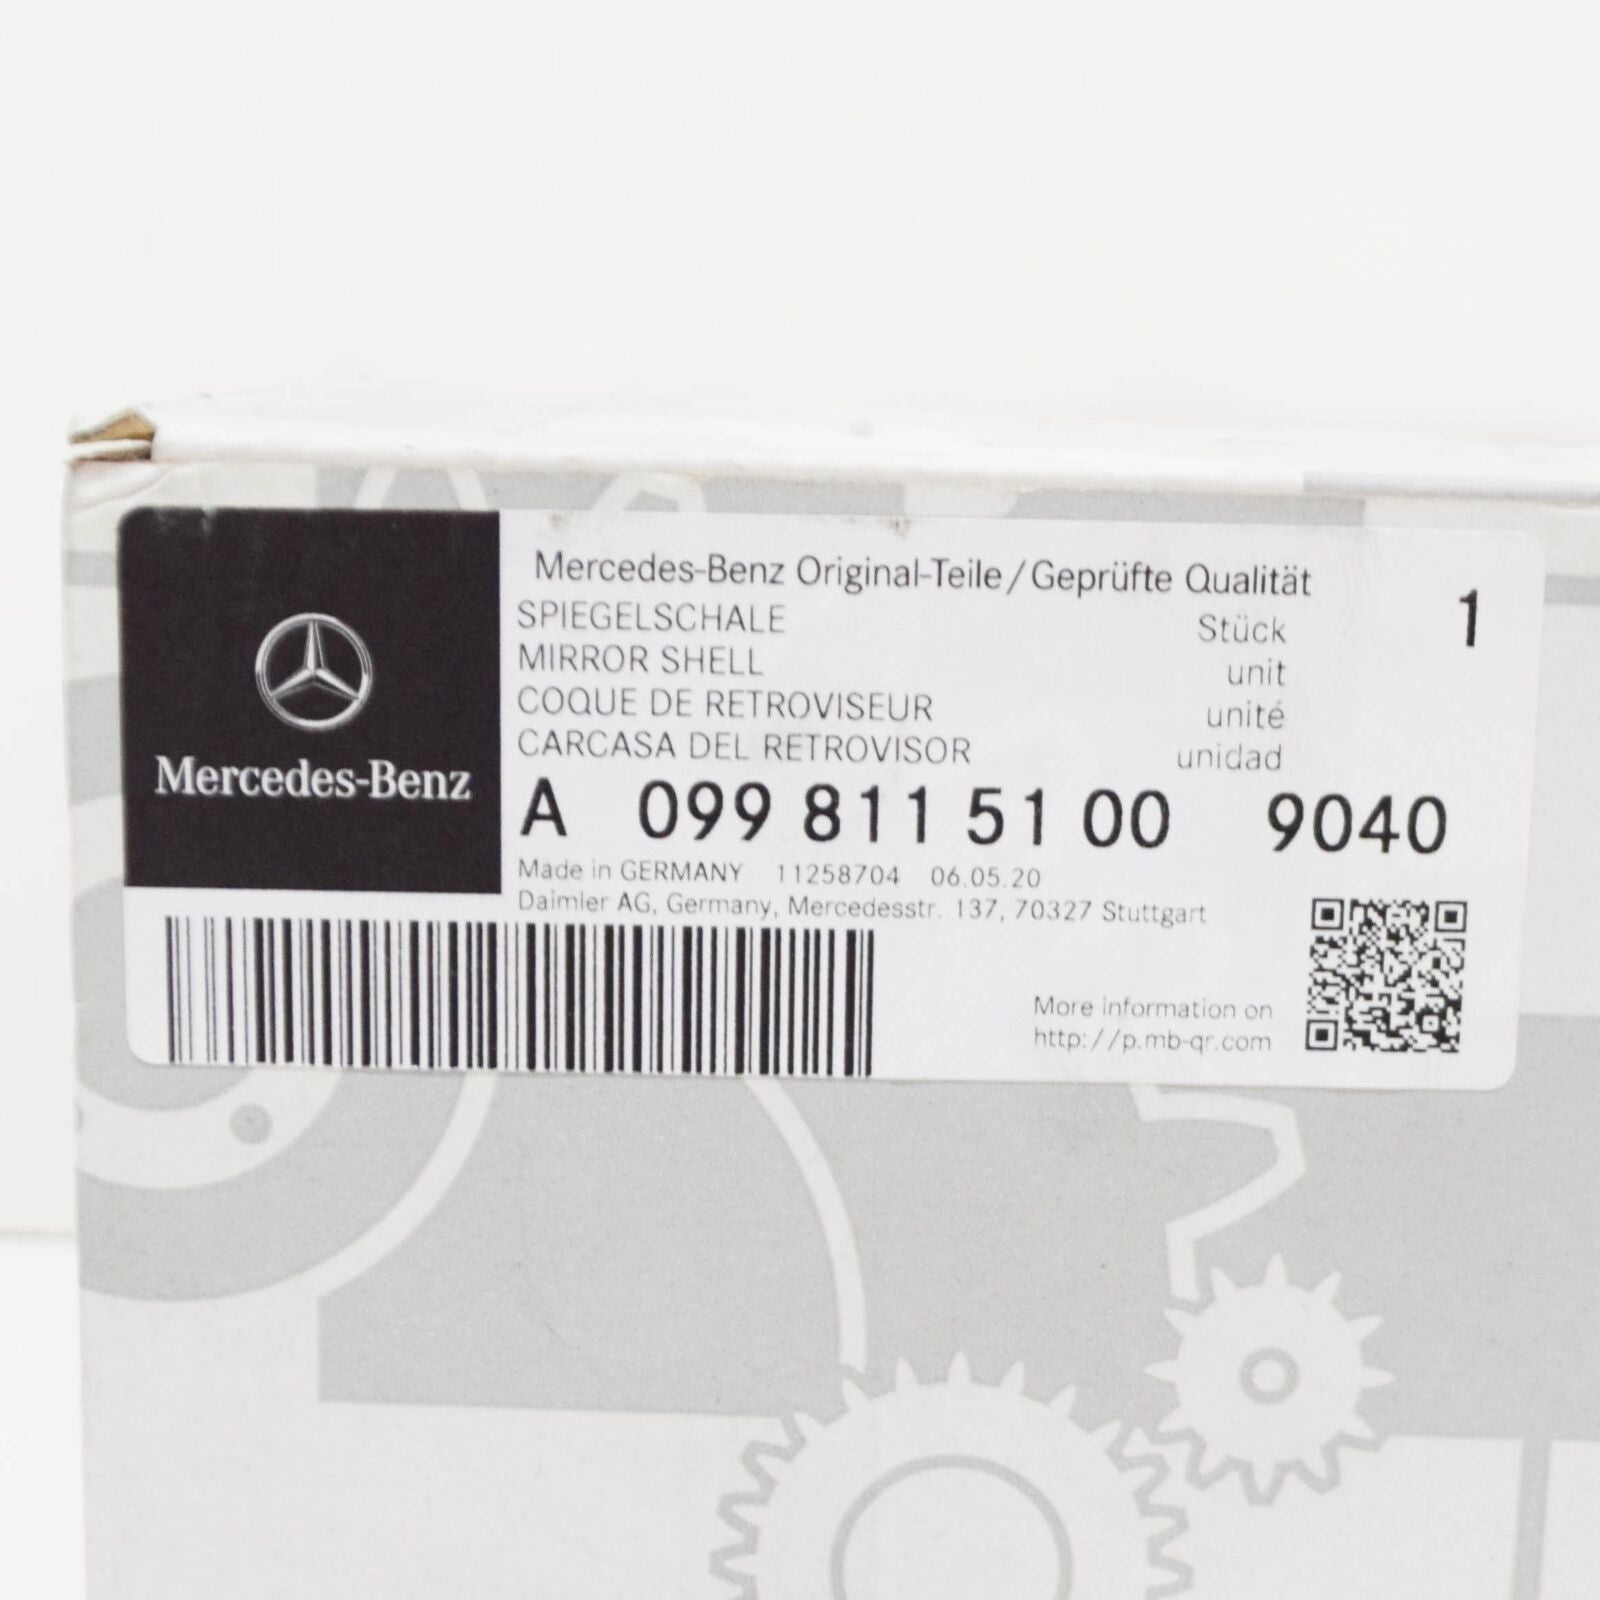 Mercedes-Benz
Mercedes-Benz Original-Teile/Geprüfte Qualität
SPIEGELSCHALE Stück 1
MIRROR SHELL unit
COQUE DE RETROVISEUR unité
CARCASA DEL RETROVISOR unidad
A 099 811 51 00 9040
Made in GERMANY 11258704 06.05.20
Daimler AG, Germany, Mercedesstr. 137, 70327 Stuttgart
More information on
http://p.mb-qr.com